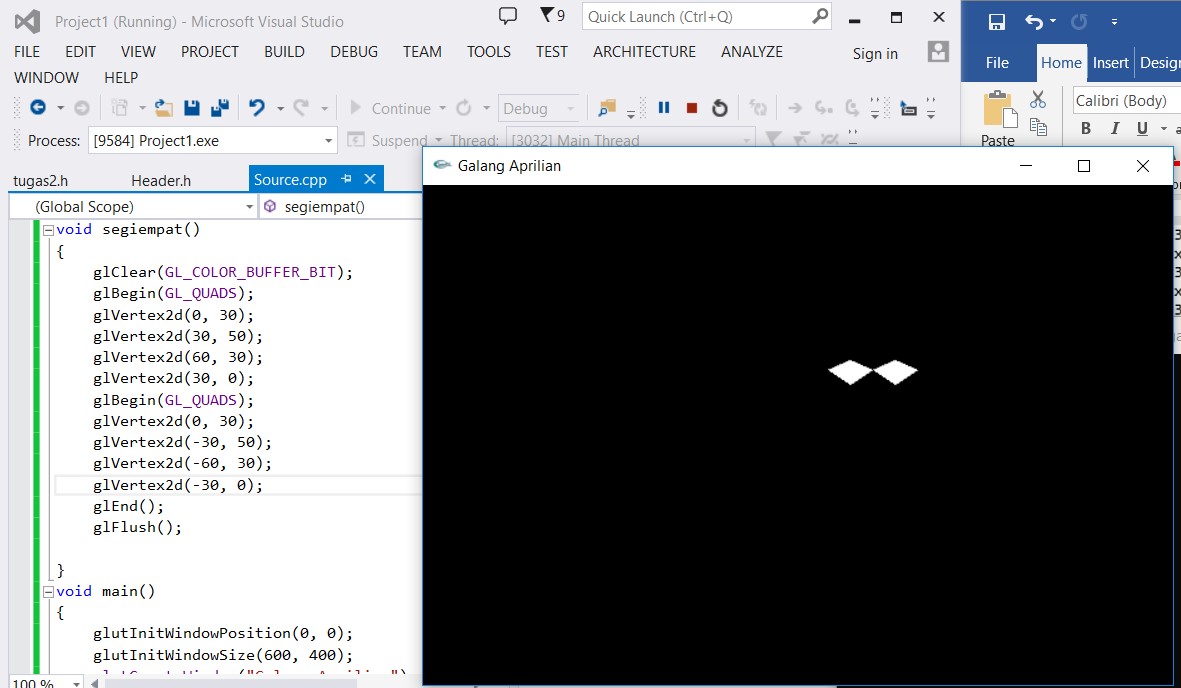 Project1 (Running) - Microsoft Visual Studio
9
Quick Launch (Ctrl+Q)
FILE EDIT VIEW PROJECT BUILD DEBUG TEAM TOOLS TEST ARCHITECTURE ANALYZE
Sign in
WINDOW HELP
Continue
Debug
Process: [9584] Project1.exe
Suspend
Thread: [3032] Main Thread
tugas2.h
Header.h
Source.cpp
(Global Scope)
segiempat()
void segiempat()
{
glClear(GL_COLOR_BUFFER_BIT);
glBegin(GL_QUADS);
glVertex2d(0, 30);
glVertex2d(30, 50);
glVertex2d(60, 30);
glVertex2d(30, 0);
glBegin(GL_QUADS);
glVertex2d(0, 30);
glVertex2d(-30, 50);
glVertex2d(-60, 30);
glVertex2d(-30, 0);
glEnd();
glFlush();
}
void main()
{
glutInitWindowPosition(0, 0);
glutInitWindowSize(600, 400);
100 %
Galang Aprilian
File Home Insert Design
Calibri (Body)
Paste
B I U